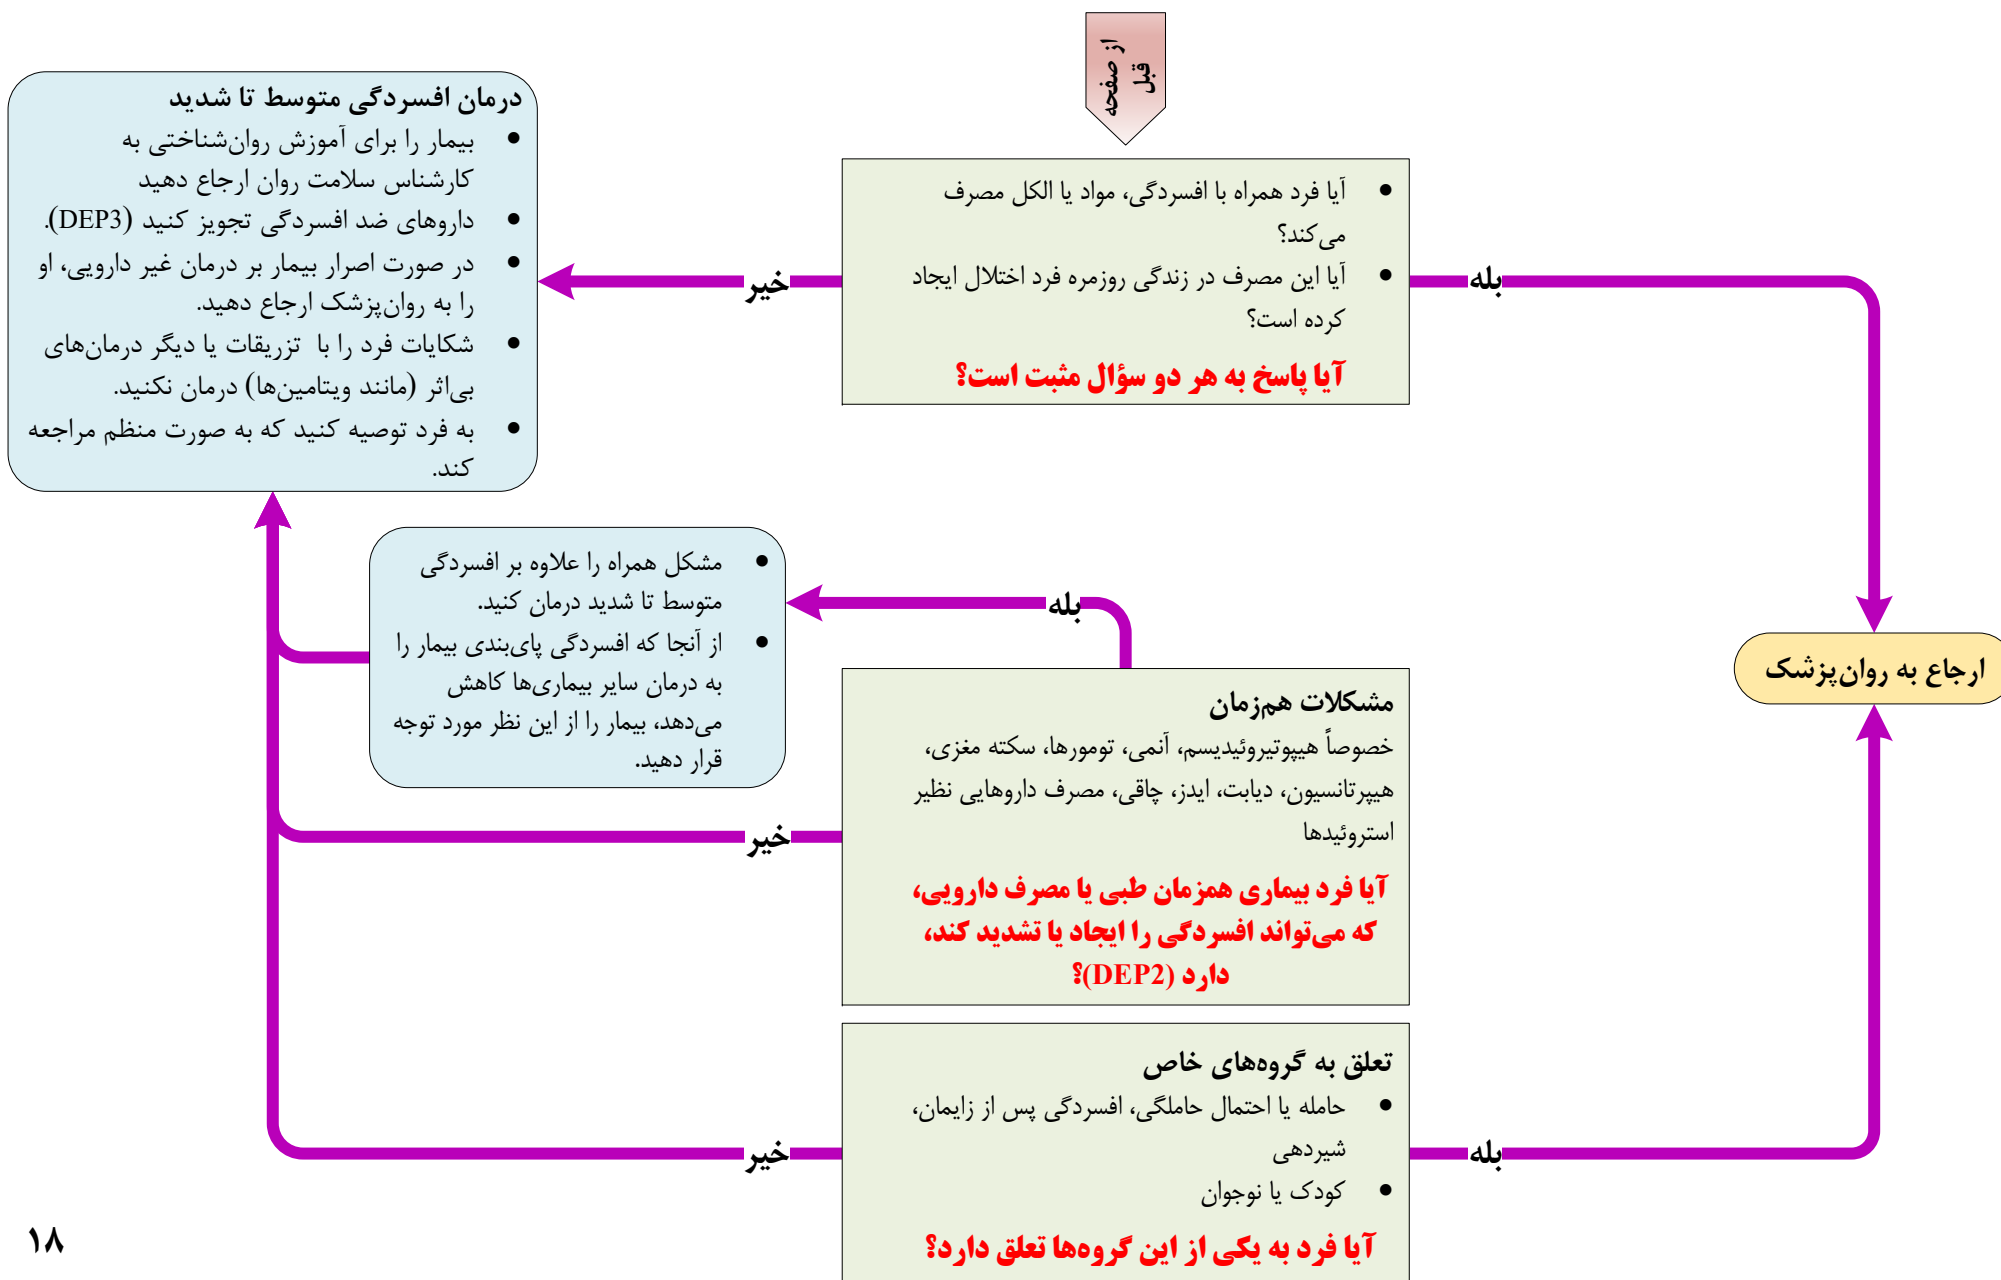 از صفحه
قبل
آیا فرد همراه با افسردگی، مواد یا الکل مصرف
می‌کند؟
آیا این مصرف در زندگی روزمره فرد اختلال ایجاد
کرده است؟
آیا پاسخ به هر دو سؤال مثبت است؟
بله
خیر
درمان افسردگی متوسط تا شدید
بیمار را برای آموزش روان‌شناختی به
کارشناس سلامت روان ارجاع دهید
داروهای ضد افسردگی تجویز کنید (DEP3).
در صورت اصرار بیمار بر درمان غیر دارویی، او
را به روان‌پزشک ارجاع دهید.
شکایات فرد را با تزریقات یا دیگر درمان‌های
بی‌اثر (مانند ویتامین‌ها) درمان نکنید.
به فرد توصیه کنید که به صورت منظم مراجعه
کند.
ارجاع به روان‌پزشک
مشکلات هم‌زمان
خصوصاً هیپوتیروئیدیسم، آنمی، تومورها، سکته مغزی،
هیپرتانسیون، دیابت، ایدز، چاقی، مصرف داروهایی نظیر
استروئیدها
آیا فرد بیماری همزمان طبی یا مصرف دارویی،
که می‌تواند افسردگی را ایجاد یا تشدید کند،
دارد (DEP2)؟
بله
خیر
مشکل همراه را علاوه بر افسردگی
متوسط تا شدید درمان کنید.
از آنجا که افسردگی پای‌بندی بیمار را
به درمان سایر بیماری‌ها کاهش
می‌دهد، بیمار را از این نظر مورد توجه
قرار دهید.
تعلق به گروه‌های خاص
حامله یا احتمال حاملگی، افسردگی پس از زایمان،
شیردهی
کودک یا نوجوان
آیا فرد به یکی از این گروه‌ها تعلق دارد؟
بله
خیر
۱۸